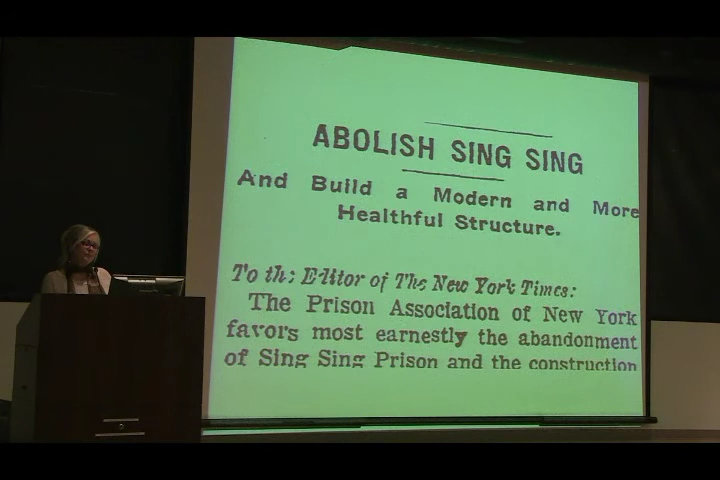 ABOLISH SING SING
And Build a Modern and More
Healthful Structure.
To the Editor of The New York Times:
The Prison Association of New York
favors most earnestly the abandonment
of Sing Sing Prison and the construction